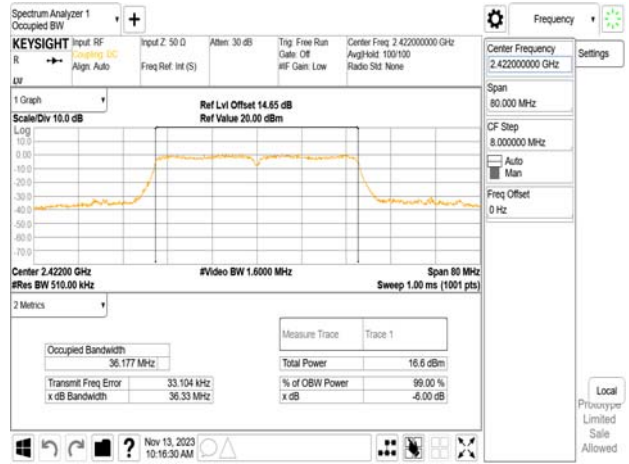 Spectrum Analyzer 1
Occupied BW
+
Frequency
KEYSIGHT Input: RF
R
Coupling: DC
Align: Auto
LXI
Input Z: 50 Ω
Freq Ref: Int (S)
Atten: 30 dB
Trig: Free Run
Gate: Off
#IF Gain: Low
Center Freq: 2.422000000 GHz
Avg|Hold: 100/100
Radio Std: None
1 Graph
Scale/Div 10.0 dB
Ref Lvl Offset 14.65 dB
Ref Value 20.00 dBm
Log
10.0
0.00
-10.0
-20.0
-30.0
-40.0
-50.0
-60.0
-70.0
Center 2.42200 GHz
#Res BW 510.00 kHz
#Video BW 1.6000 MHz
Span 80 MHz
Sweep 1.00 ms (1001 pts)
2 Metrics
Measure Trace Trace 1
Occupied Bandwidth
36.177 MHz
Total Power 16.6 dBm
Transmit Freq Error 33.104 kHz
% of OBW Power 99.00 %
x dB Bandwidth 36.33 MHz
x dB -6.00 dB
?
Nov 13, 2023
10:16:30 AM
Center Frequency
2.422000000 GHz
Settings
Span
80.000 MHz
CF Step
8.000000 MHz
Auto
Man
Freq Offset
0 Hz
Local
Prototype
Limited
Sale
Allowed